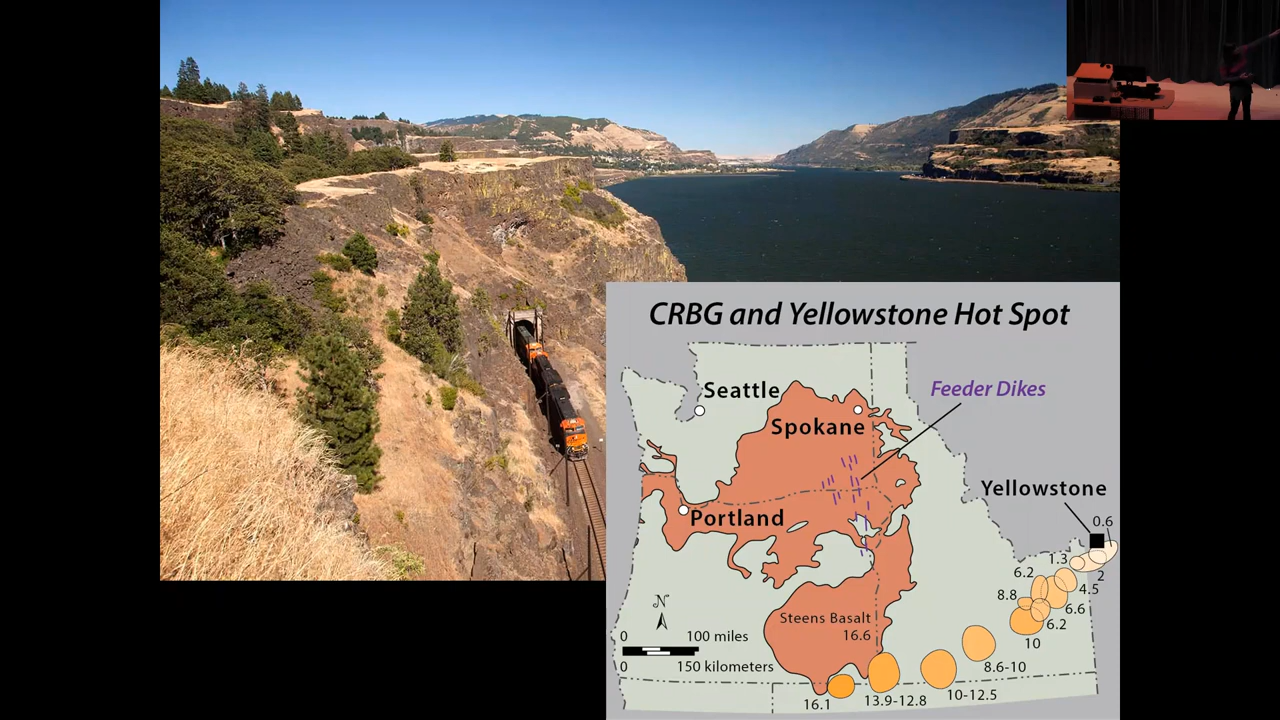 CRBG and Yellowstone Hot Spot
Seattle
Feeder Dikes
Spokane
Yellowstone
Portland
0.6
1.3
2
6.2
4.5
8.8
6.6
6.2
10
N
Steens Basalt
16.6
0 100 miles
0 150 kilometers
8.6-10
10-12.5
13.9-12.8
16.1